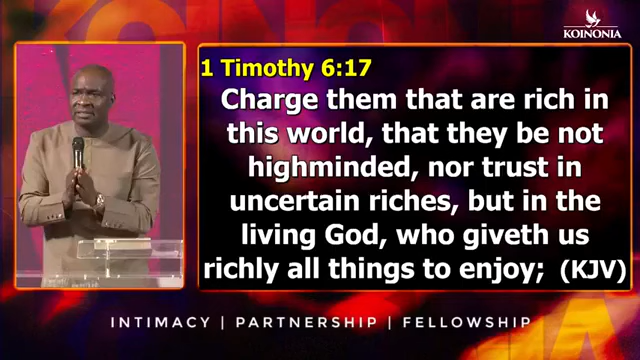 KOINONIA
1 Timothy 6:17
Charge them that are rich in
this world, that they be not
highminded, nor trust in
uncertain riches, but in the
living God, who giveth us
richly all things to enjoy; (KJV)
INTIMACY | PARTNERSHIP | FELLOWSHIP